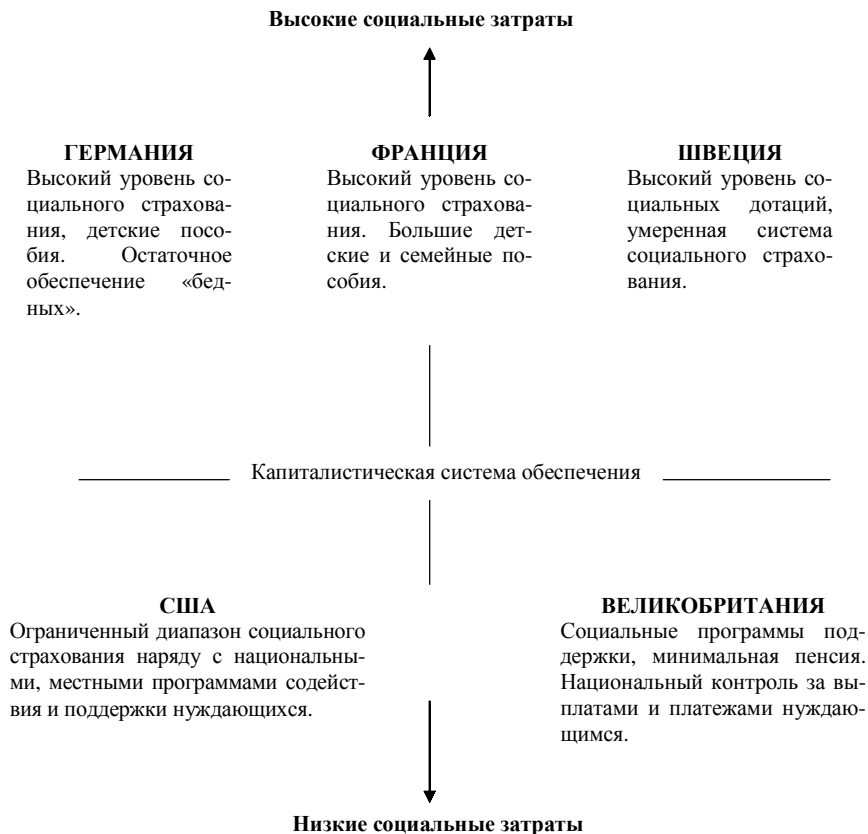 Высокие социальные затраты
ГЕРМАНИЯ
Высокий уровень со-
циального страхова-
ния, детские посо-
бия. Остаточное
обеспечение «бед-
ных».
ФРАНЦИЯ
Высокий уровень со-
циального страхова-
ния. Большие дет-
ские и семейные по-
собия.
ШВЕЦИЯ
Высокий уровень со-
циальных дотаций,
умеренная система
социального страхо-
вания.
Капиталистическая система обеспечения
США
Ограниченный диапазон социального
страхования наряду с национальны-
ми, местными программами содейст-
вия и поддержки нуждающихся.
ВЕЛИКОБРИТАНИЯ
Социальные программы под-
держки, минимальная пенсия.
Национальный контроль за вы-
платами и платежами нуждаю-
щимся.
Низкие социальные затраты